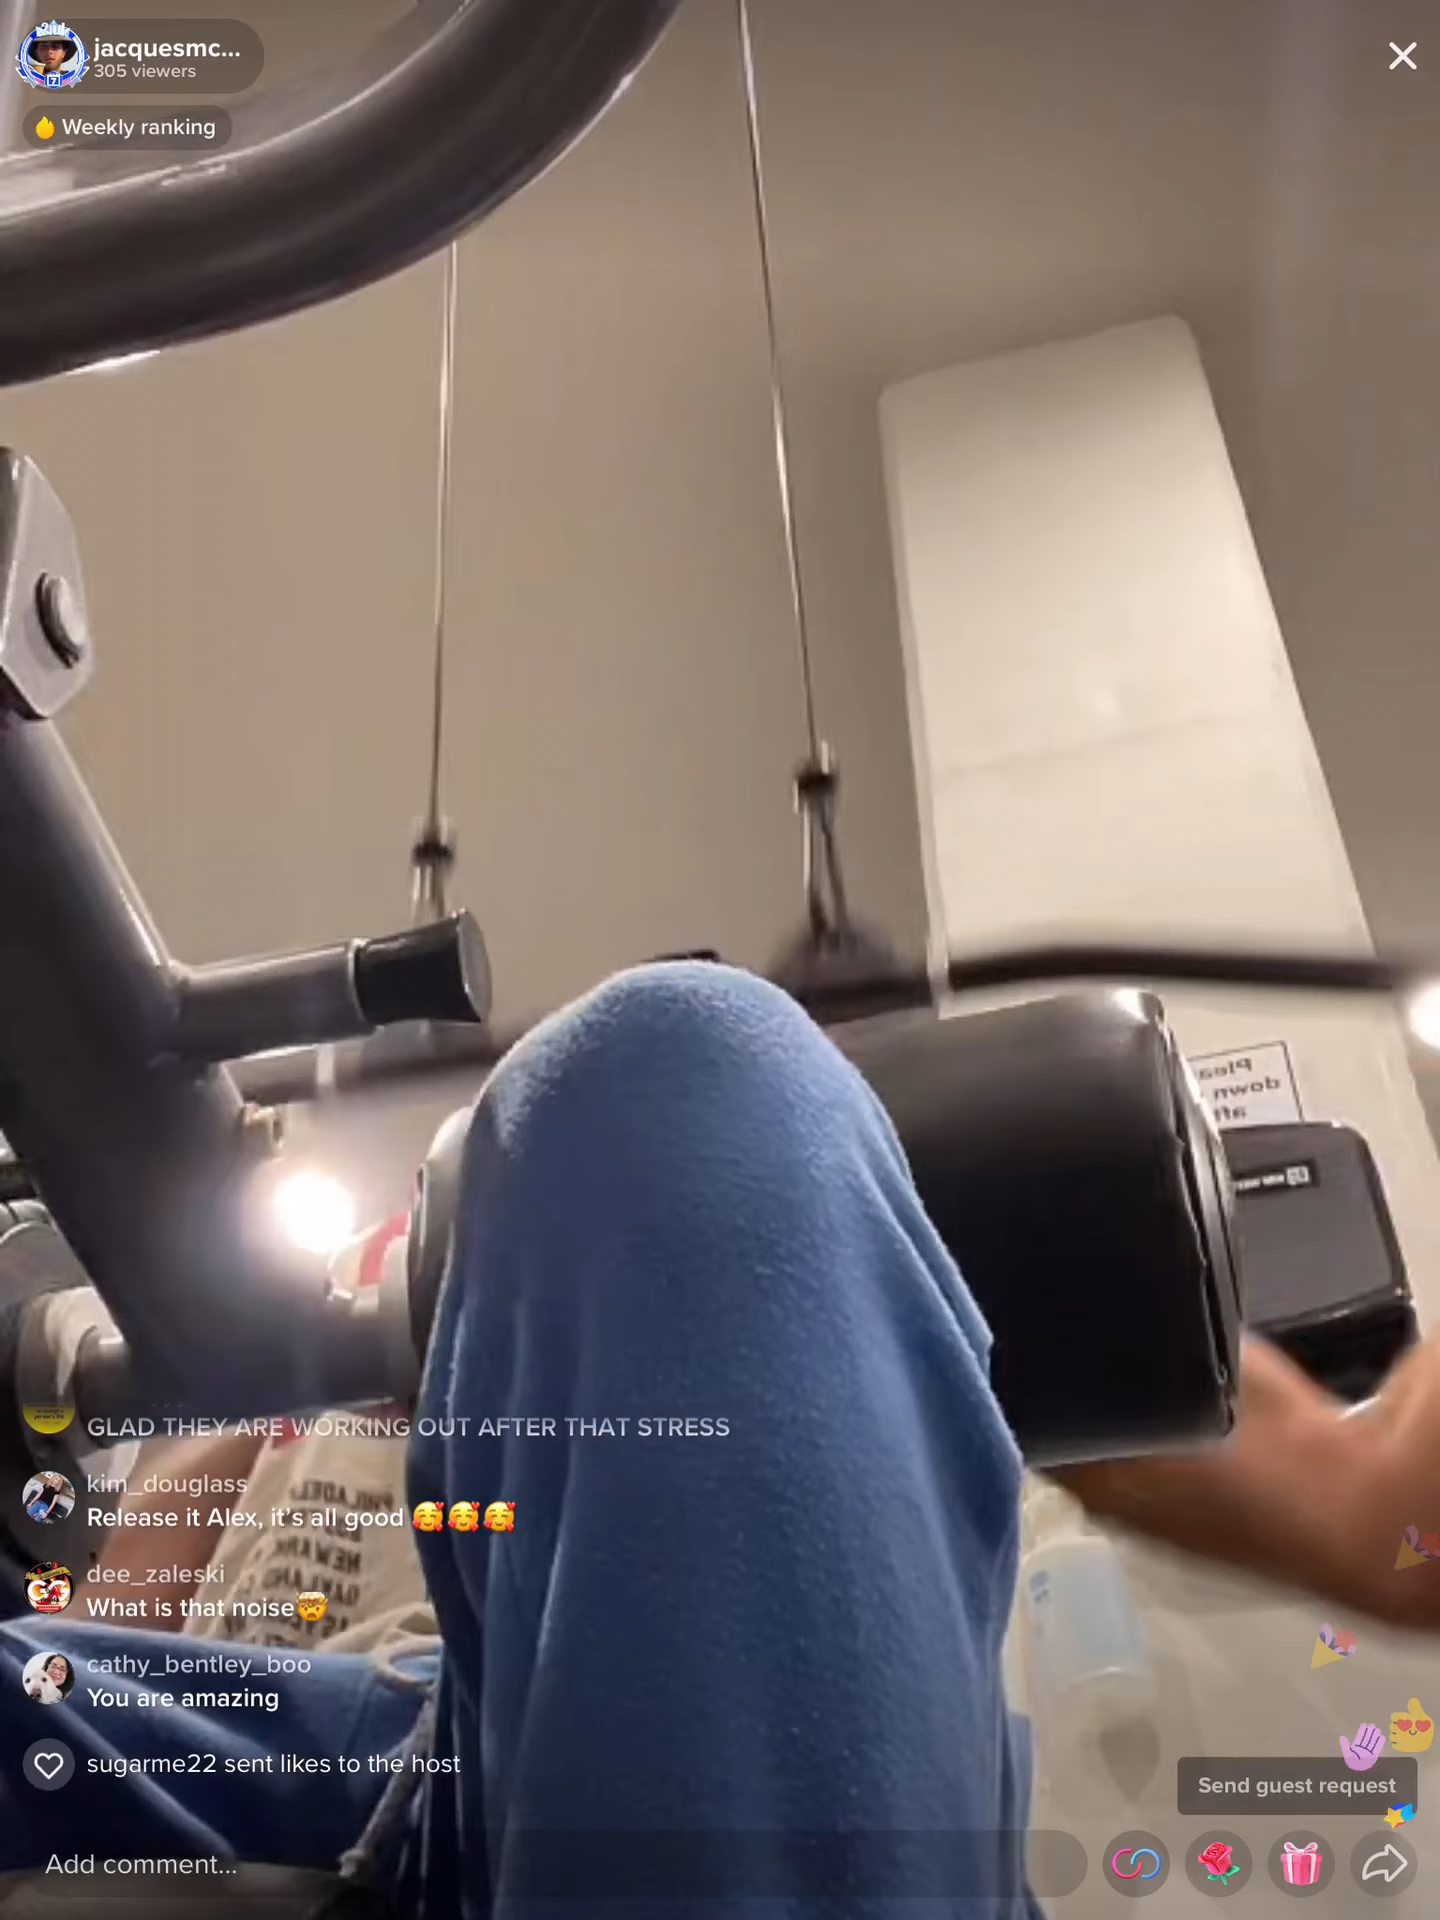 jacquesmc...
305 viewers
Weekly ranking
Please
down
GLAD THEY ARE WORKING OUT AFTER THAT STRESS
kim_douglass
Release it Alex, it's all good 🥰🥰🥰
dee_zaleski
What is that noise🤯
cathy_bentley_boo
You are amazing
sugarme22 sent likes to the host
Send guest request
Add comment...